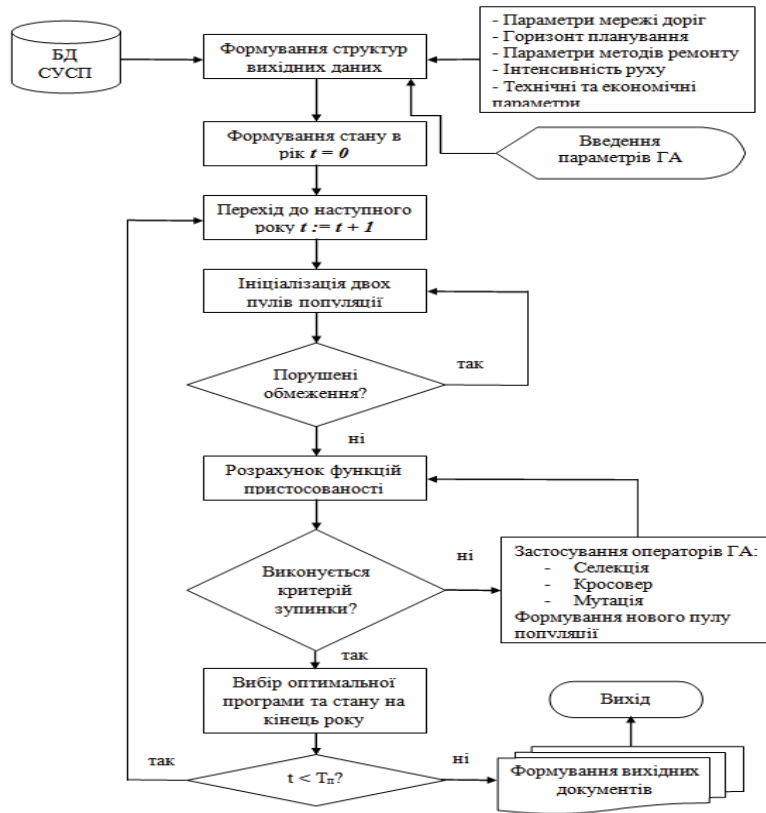 БД
СУСП
Формування структур
вихідних даних
- Параметри мережі доріг
- Горизонт планування
- Параметри методів ремонту
- Інтенсивність руху
- Технічні та економічні
параметри
Формування стану в
рік t = 0
Введення
параметрів ГА
Перехід до наступного
року t := t + 1
Ініціалізація двох
пулів популяції
Порушені
обмеження?
так
ні
Розрахунок функцій
пристосованості
Виконується
критерій
зупинки?
ні
Застосування операторів ГА:
- Селекція
- Кросовер
- Мутація
Формування нового пулу
популяції
так
Вибір оптимальної
програми та стану на
кінець року
Вихід
так
t < Tп?
ні
Формування вихідних
документів